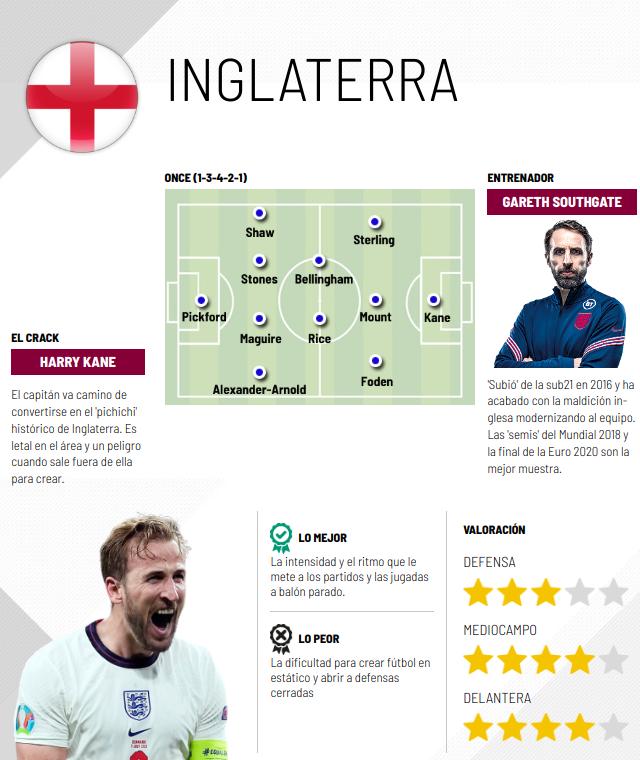 INGLATERRA
ONCE (1-3-4-2-1)
Shaw
Sterling
Stones
Bellingham
Pickford
Mount
Kane
Maguire
Rice
Alexander-Arnold
Foden
ENTRENADOR
GARETH SOUTHGATE
'Subió' de la sub21 en 2016 y ha
acabado con la maldición in-
glesa modernizando al equipo.
Las 'semis' del Mundial 2018 y
la final de la Euro 2020 son la
mejor muestra.
EL CRACK
HARRY KANE
El capitán va camino de
convertirse en el 'pichichi'
histórico de Inglaterra. Es
letal en el área y un peligro
cuando sale fuera de ella
para crear.
LO MEJOR
La intensidad y el ritmo que le
mete a los partidos y las jugadas
a balón parado.
LO PEOR
La dificultad para crear fútbol en
estático y abrir a defensas
cerradas
VALORACIÓN
DEFENSA
MEDIOCAMPO
DELANTERA